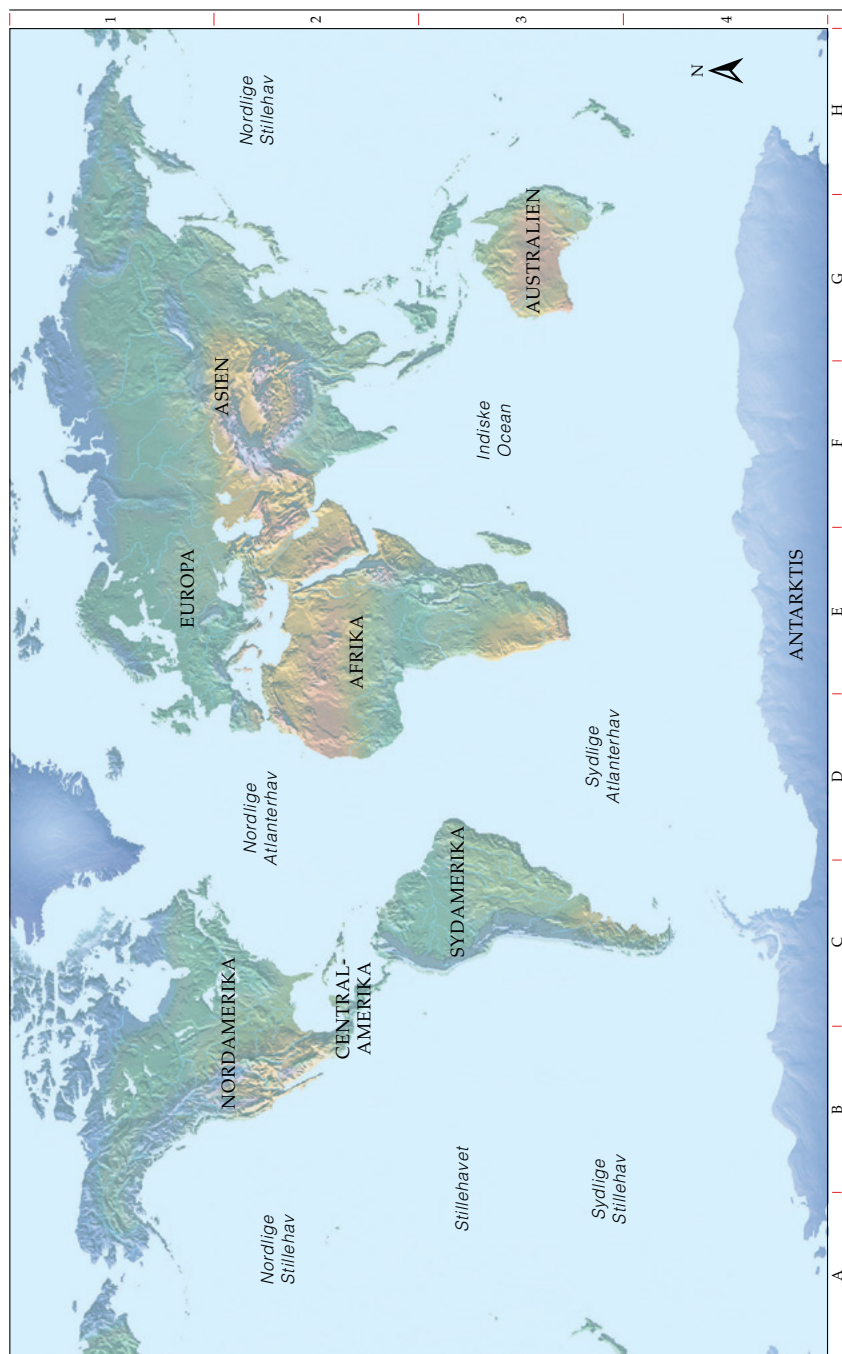 1
2
3
4
N
Nordlige
Stillehav
ASIEN
EUROPA
NORDAMERIKA
CENTRAL-
AMERIKA
Nordlige
Atlanterhav
AFRIKA
Nordlige
Stillehav
Stillehavet
SYDAMERIKA
Indiske
Ocean
AUSTRALIEN
Sydlige
Stillehav
Sydlige
Atlanterhav
ANTARKTIS
A
B
C
D
E
F
G
H